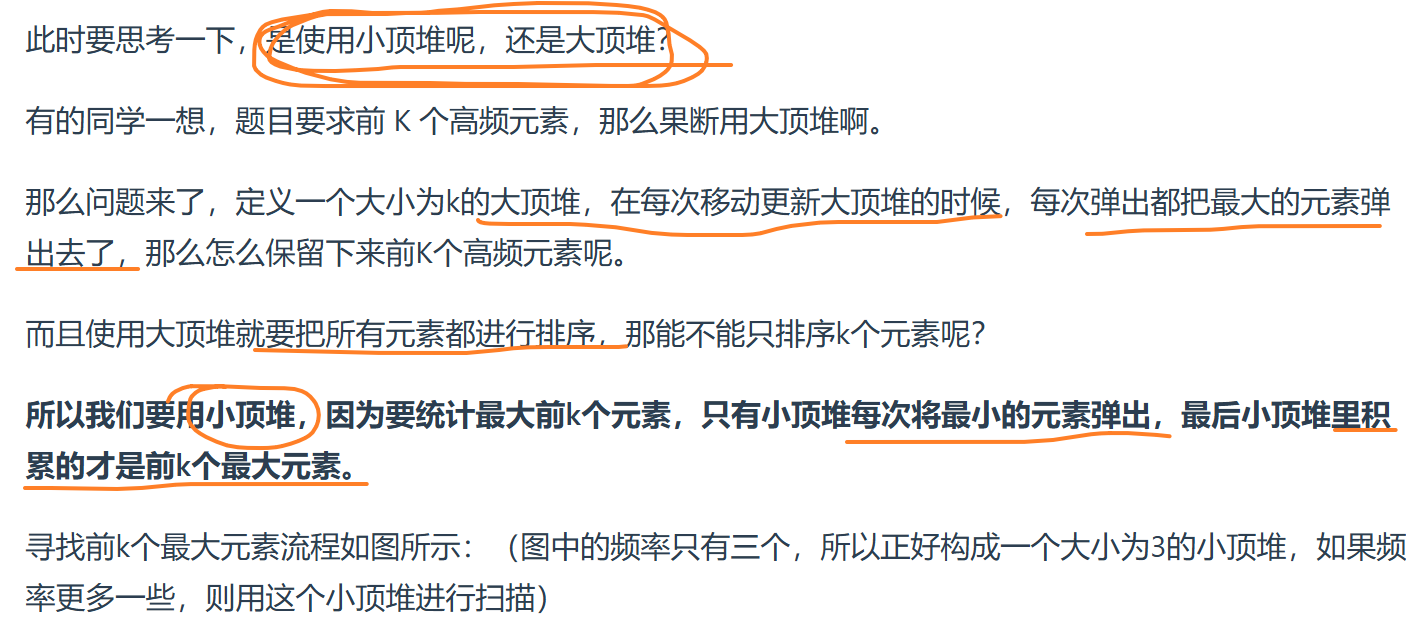 此时要思考一下，是使用小顶堆呢，还是大顶堆？
有的同学一想，题目要求前 K 个高频元素，那么果断用大顶堆啊。
那么问题来了，定义一个大小为k的大顶堆，在每次移动更新大顶堆的时候，每次弹出都把最大的元素弹
出去了，那么怎么保留下来前K个高频元素呢。
而且使用大顶堆就要把所有元素都进行排序，那能不能只排序k个元素呢？
所以我们要用小顶堆，因为要统计最大前k个元素，只有小顶堆每次将最小的元素弹出，最后小顶堆里积
累的才是前k个最大元素。
寻找前k个最大元素流程如图所示：（图中的频率只有三个，所以正好构成一个大小为3的小顶堆，如果频
率更多一些，则用这个小顶堆进行扫描）